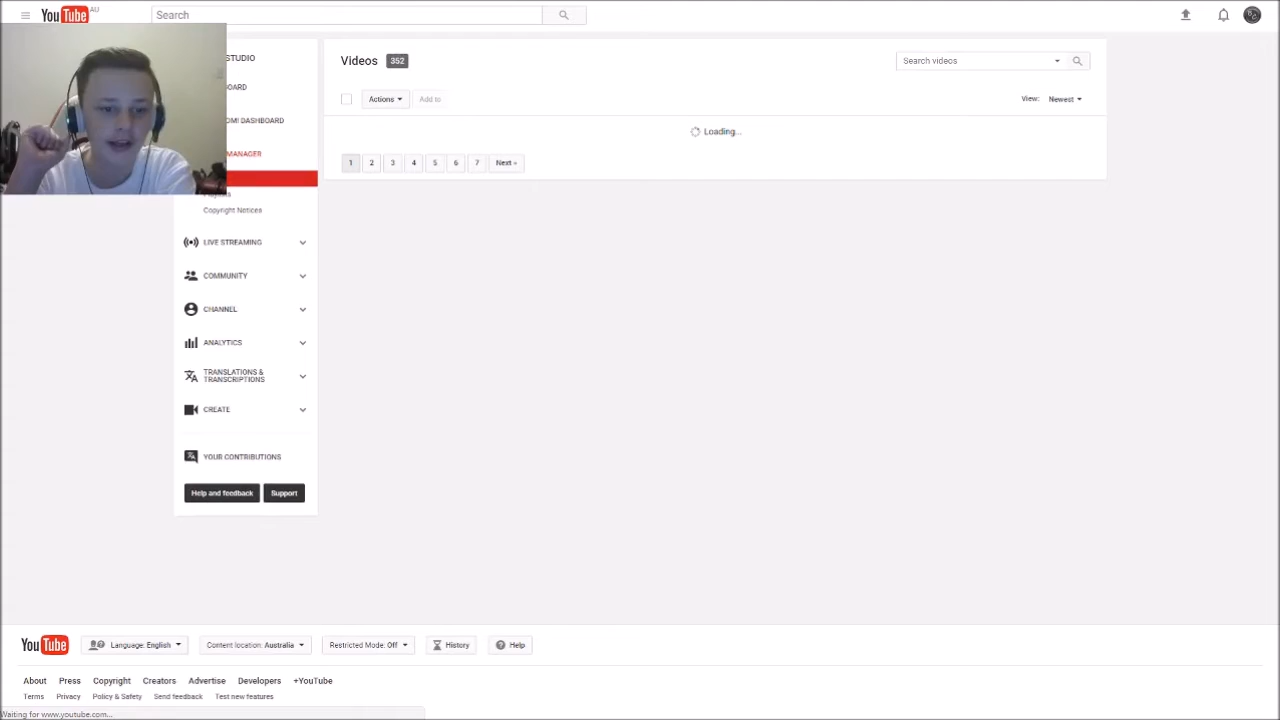 YouTube AU
Search
STUDIO
OARD
OMI DASHBOARD
MANAGER
Copyright Notices
LIVE STREAMING
COMMUNITY
CHANNEL
ANALYTICS
TRANSLATIONS &
TRANSCRIPTIONS
CREATE
YOUR CONTRIBUTIONS
Help and feedback Support
Videos 352
Search videos
Actions Add to
View: Newest
Loading...
1 2 3 4 5 6 7 Next »
YouTube Language: English Content location: Australia Restricted Mode: Off History Help
About Press Copyright Creators Advertise Developers +YouTube
Terms Privacy Policy & Safety Send feedback Test new features
Waiting for www.youtube.com...